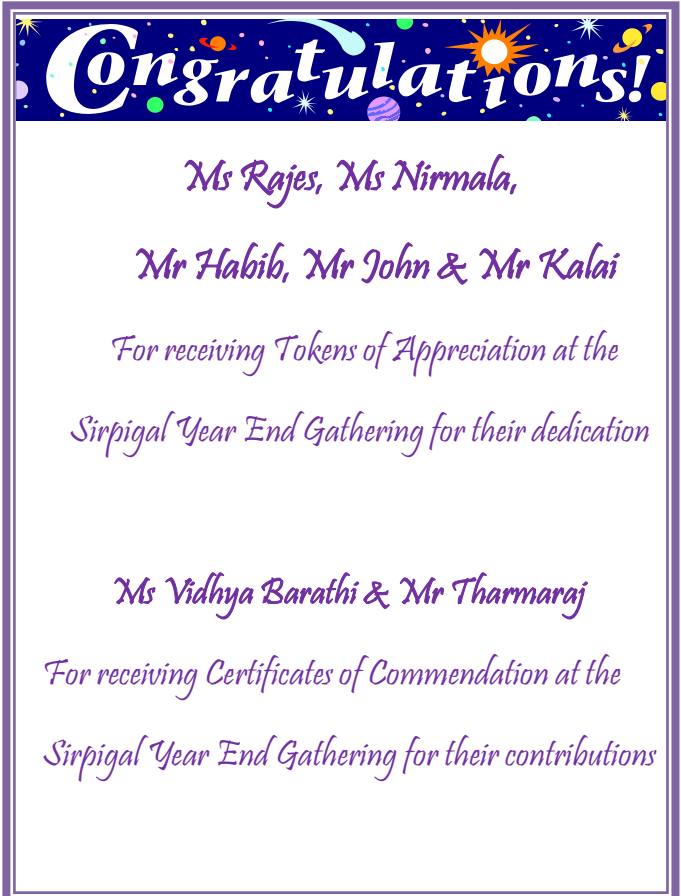 Congratulations!
Ms Rajes, Ms Nirmala,
Mr Habib, Mr John & Mr Kalai
For receiving Tokens of Appreciation at the
Sirpigal Year End Gathering for their dedication
Ms Vidhya Barathi & Mr Tharmaraj
For receiving Certificates of Commendation at the
Sirpigal Year End Gathering for their contributions